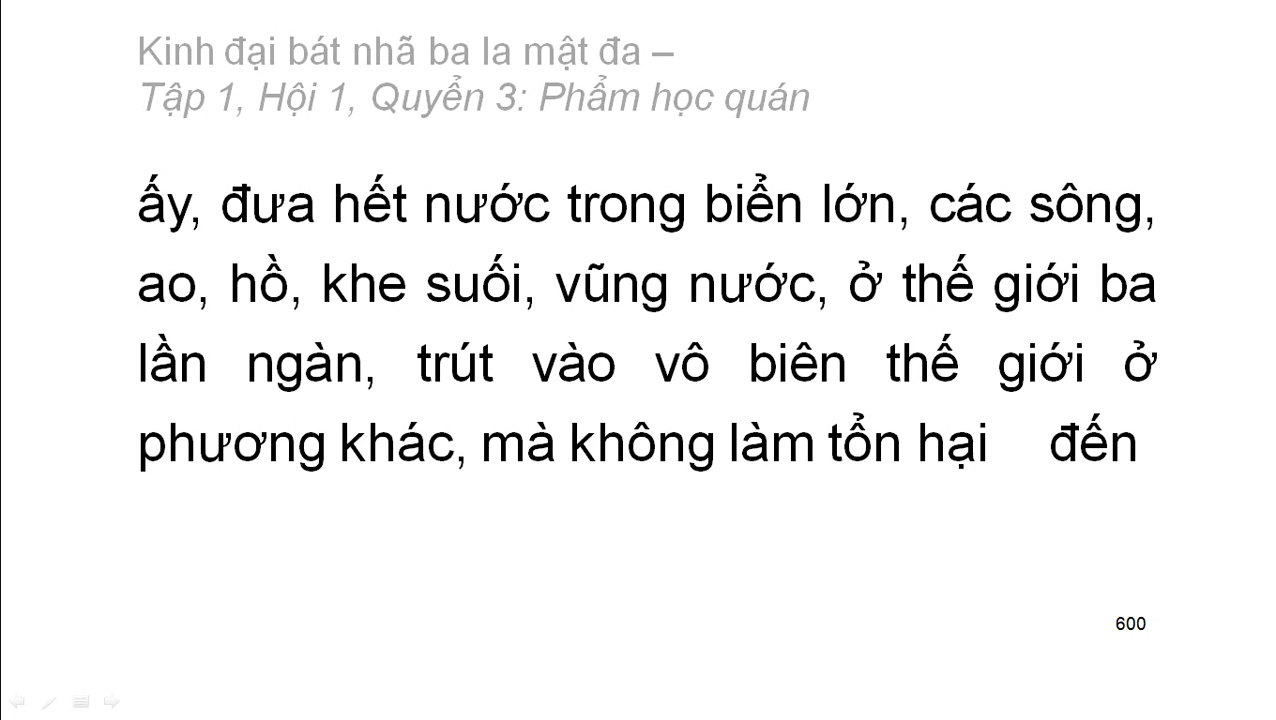 Kinh đại bát nhã ba la mật đa –
Tập 1, Hội 1, Quyển 3: Phẩm học quán
ấy, đưa hết nước trong biển lớn, các sông,
ao, hồ, khe suối, vũng nước, ở thế giới ba
lần ngàn, trút vào vô biên thế giới ở
phương khác, mà không làm tổn hại đến
600